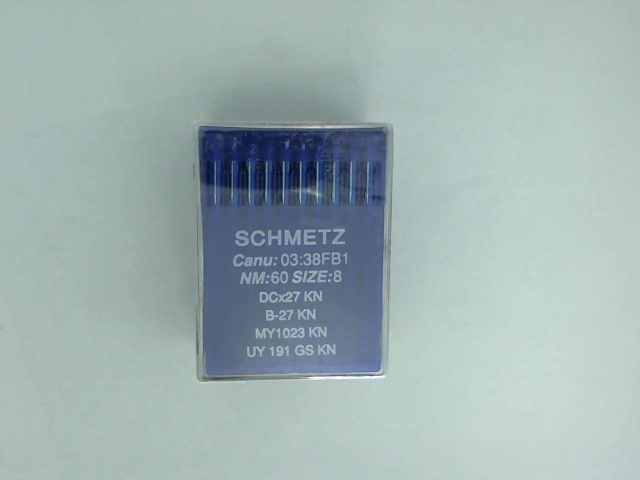 SCHMETZ
Canu: 03:38FB1
NM:60 SIZE:8
DCx27 KN
B-27 KN
MY1023 KN
UY 191 GS KN